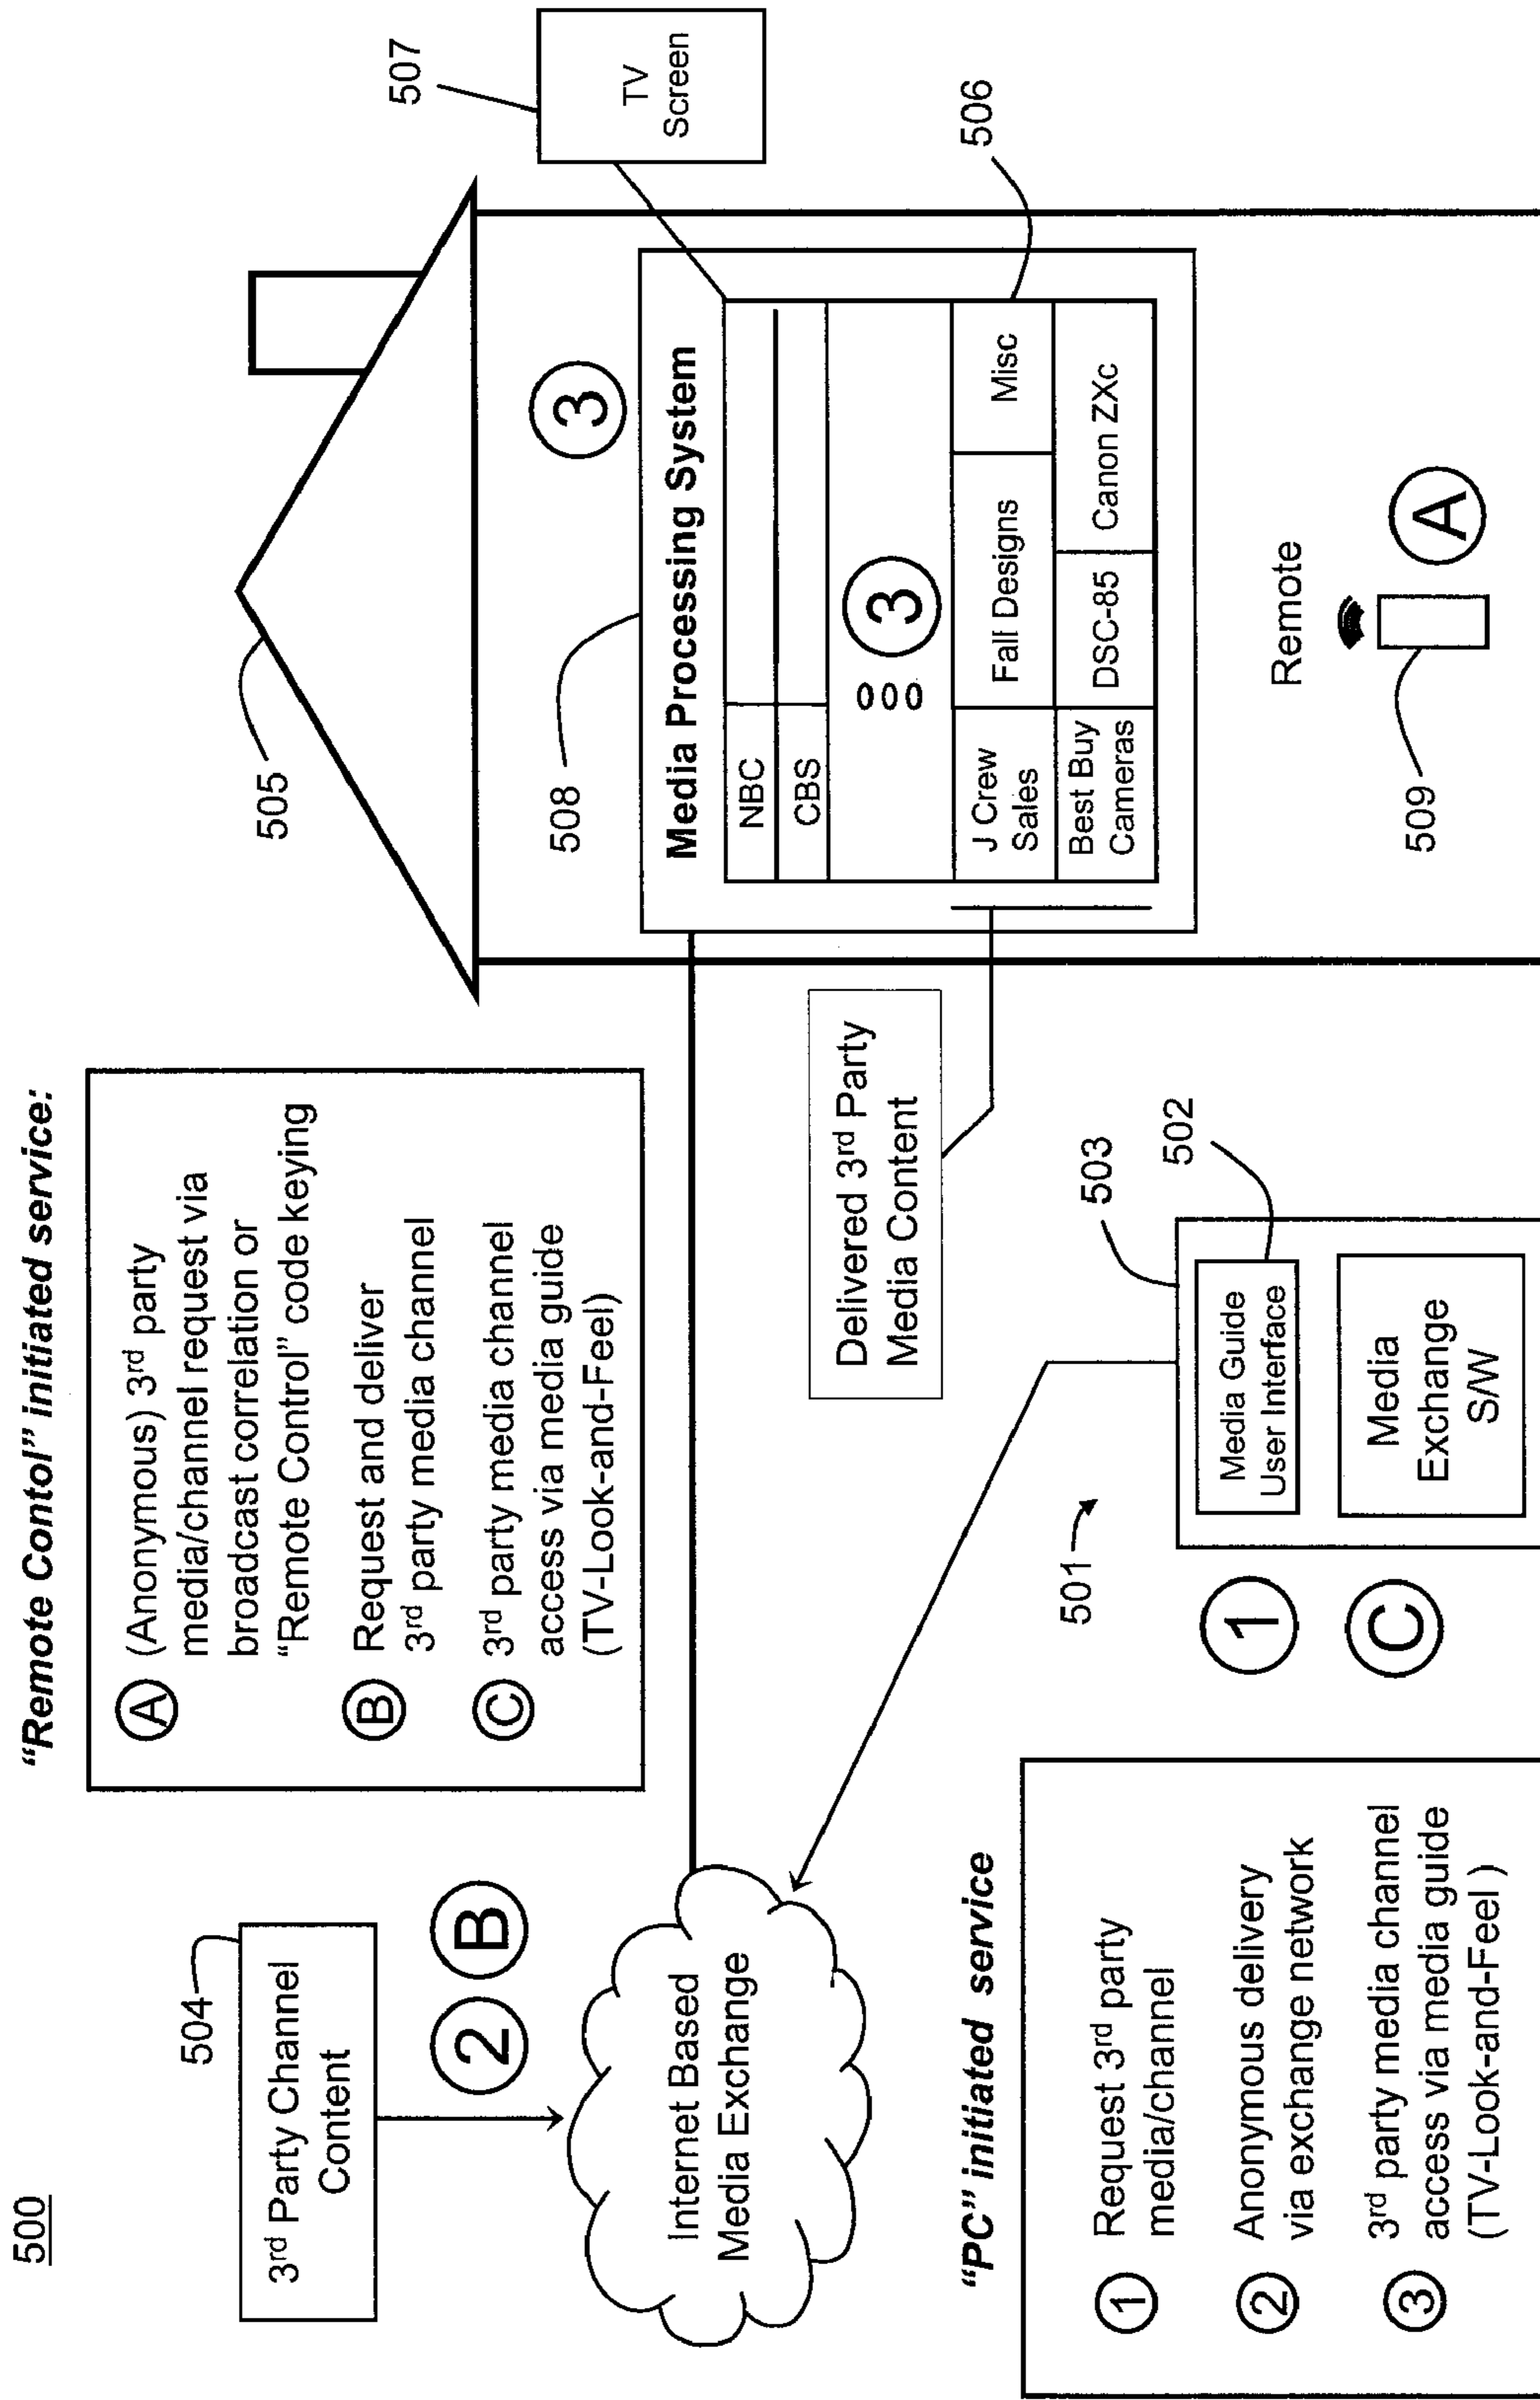 500
"Remote Contol" initiated service:
504
3rd Party Channel
Content
2
B
Internet Based
Media Exchange
A
(Anonymous) 3rd party
media/channel request via
broadcast correlation or
"Remote Control" code keying
B
Request and deliver
3rd party media channel
C
3rd party media channel
access via media guide
(TV-Look-and-Feel)
505
507
TV
Screen
508
3
Media Processing System
NBC
CBS
3
J Crew
Sales
Fall Designs
Misc
Best Buy
Cameras
DSC-85
Canon ZXc
506
Delivered 3rd Party
Media Content
Remote
509
A
"PC" initiated service
1
Request 3rd party
media/channel
2
Anonymous delivery
via exchange network
3
3rd party media channel
access via media guide
(TV-Look-and-Feel )
501
503
502
1
C
Media Guide
User Interface
Media
Exchange
S/W